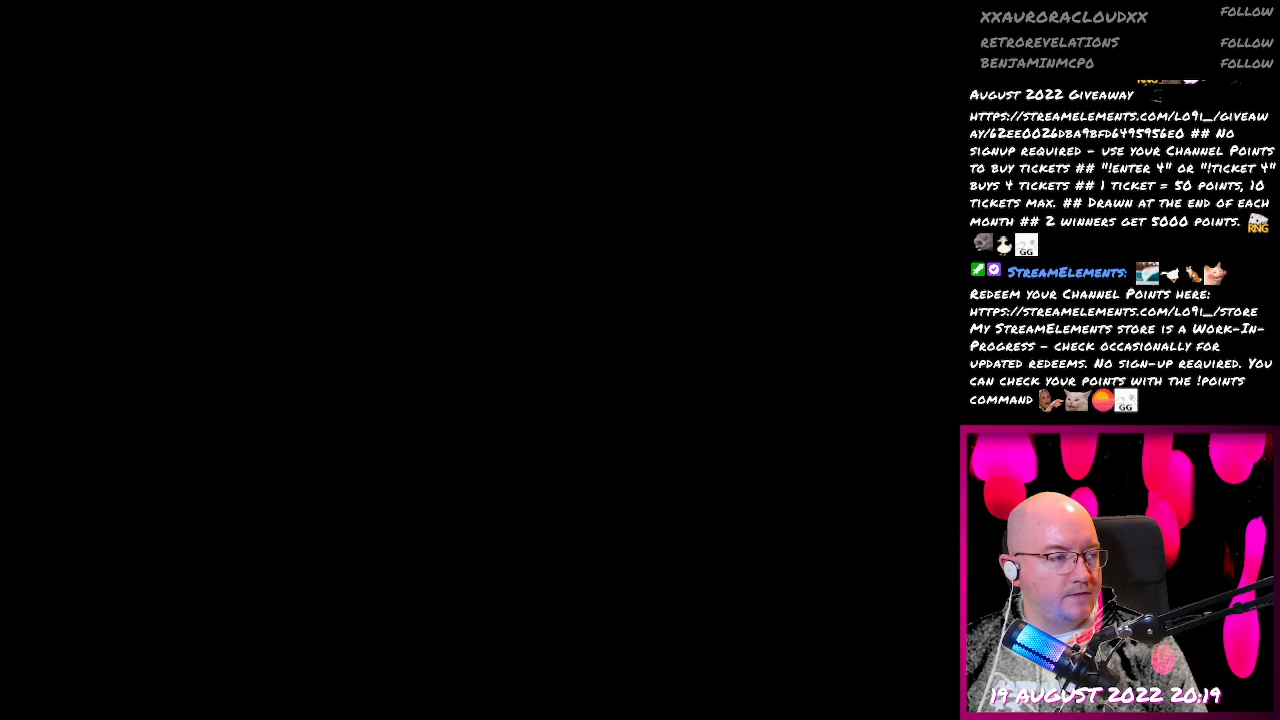 XXAURORACLOUDXX FOLLOW
RETROREVELATIONS FOLLOW
BENJAMINMCPO FOLLOW
August 2022 Giveaway
https://streamelements.com/lo9i_/giveaw
ay/62ee0026dba9bfd6495956e0 ## No
signup required - use your Channel Points
to buy tickets ## "!enter 4" or "!ticket 4"
buys 4 tickets ## 1 ticket = 50 points, 10
tickets max. ## Drawn at the end of each
month ## 2 winners get 5000 points. RNG
GG
StreamElements:
Redeem your Channel Points here:
https://streamelements.com/lo9i_/store
My StreamElements store is a Work-In-
Progress - check occasionally for
updated redeems. No sign-up required. You
can check your points with the !points
command GG
19 AUGUST 2022 20:19